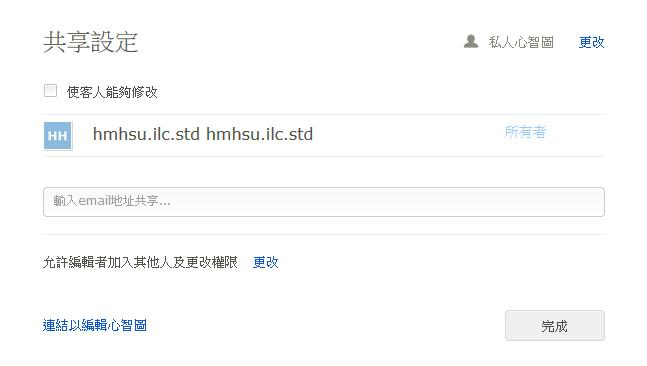 共享設定
私人心智圖 更改
使客人能夠修改
HH hmhsu.ilc.std hmhsu.ilc.std 所有者
輸入email地址共享...
允許編輯者加入其他人及更改權限 更改
連結以編輯心智圖 完成